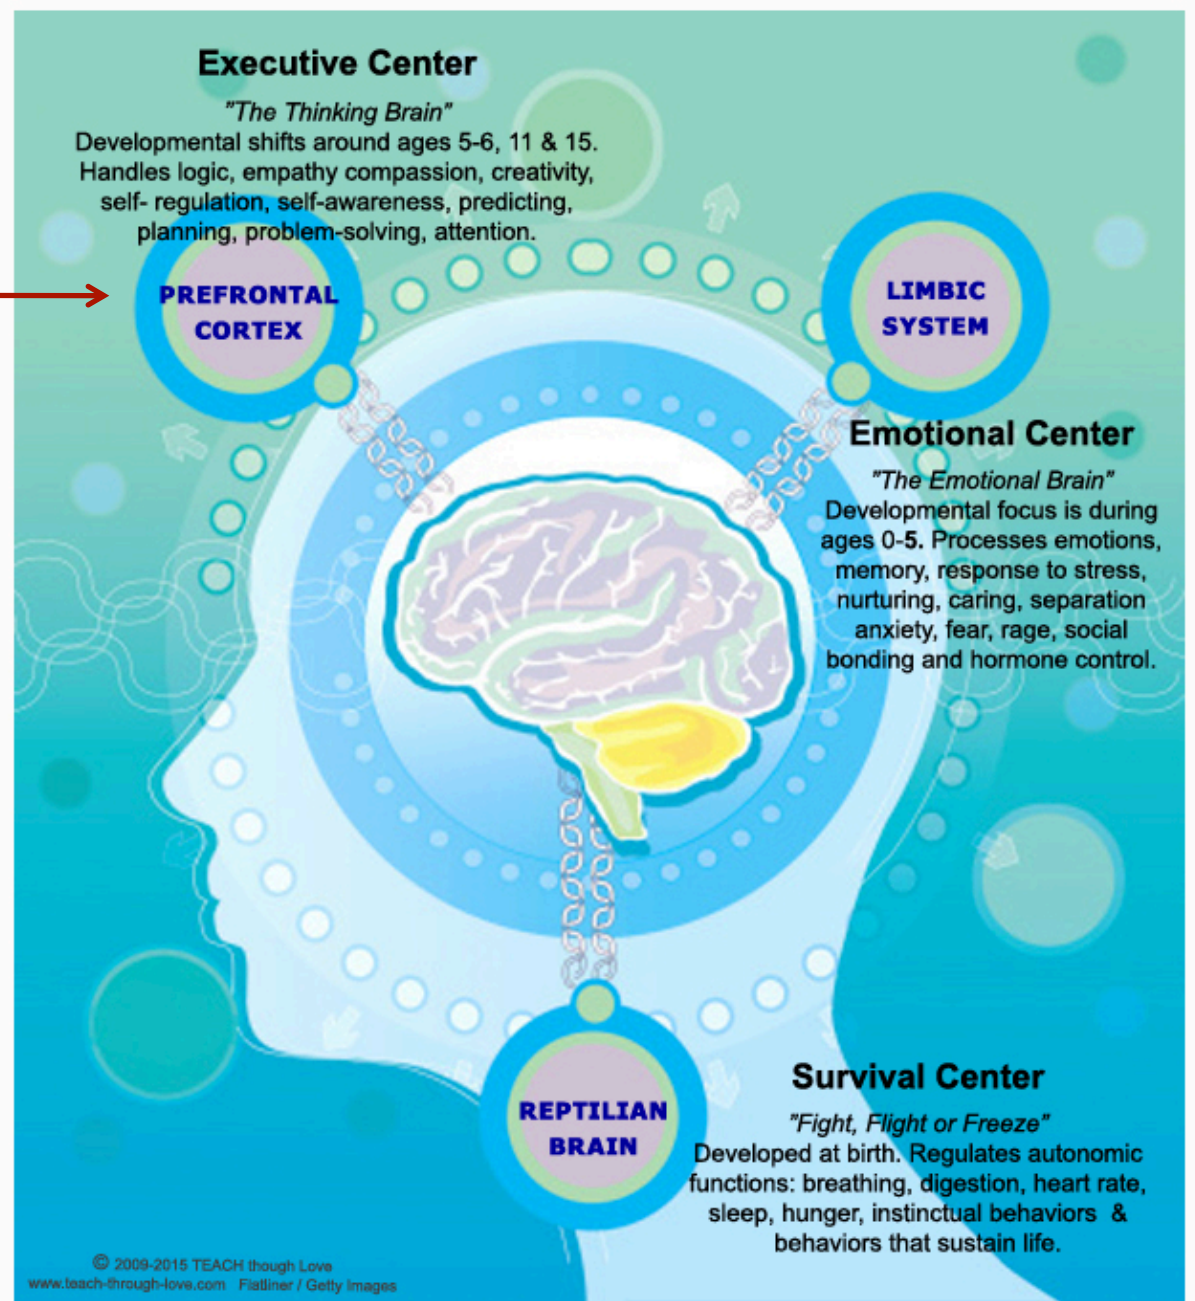 Executive Center
"The Thinking Brain"
Developmental shifts around ages 5-6, 11 & 15.
Handles logic, empathy compassion, creativity,
self- regulation, self-awareness, predicting,
planning, problem-solving, attention.
PREFRONTAL
CORTEX
LIMBIC
SYSTEM
Emotional Center
"The Emotional Brain"
Developmental focus is during
ages 0-5. Processes emotions,
memory, response to stress,
nurturing, caring, separation
anxiety, fear, rage, social
bonding and hormone control.
REPTILIAN
BRAIN
Survival Center
"Fight, Flight or Freeze"
Developed at birth. Regulates autonomic
functions: breathing, digestion, heart rate,
sleep, hunger, instinctual behaviors &
behaviors that sustain life.
© 2009-2015 TEACH though Love
www.teach-through-love.com Flatliner / Getty Images